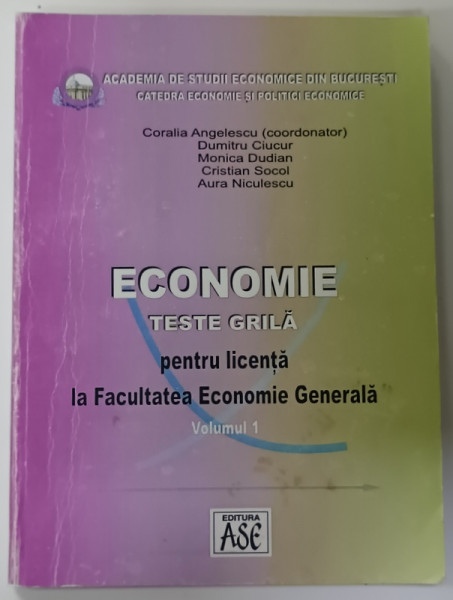 ACADEMIA DE STUDII ECONOMICE DIN BUCUREȘTI
CATEDRA ECONOMIE ȘI POLITICI ECONOMICE
Coralia Angelescu (coordonator)
Dumitru Ciucur
Monica Dudian
Cristian Socol
Aura Niculescu
ECONOMIE
TESTE GRILĂ
pentru licență
la Facultatea Economie Generală
Volumul 1
EDITURA
ASE